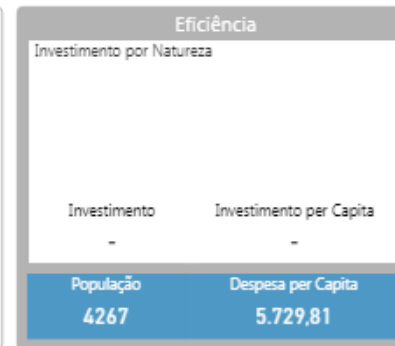 Eficiência
Investimento por Natureza
Investimento Investimento per Capita
- -
População Despesa per Capita
4267 5.729,81